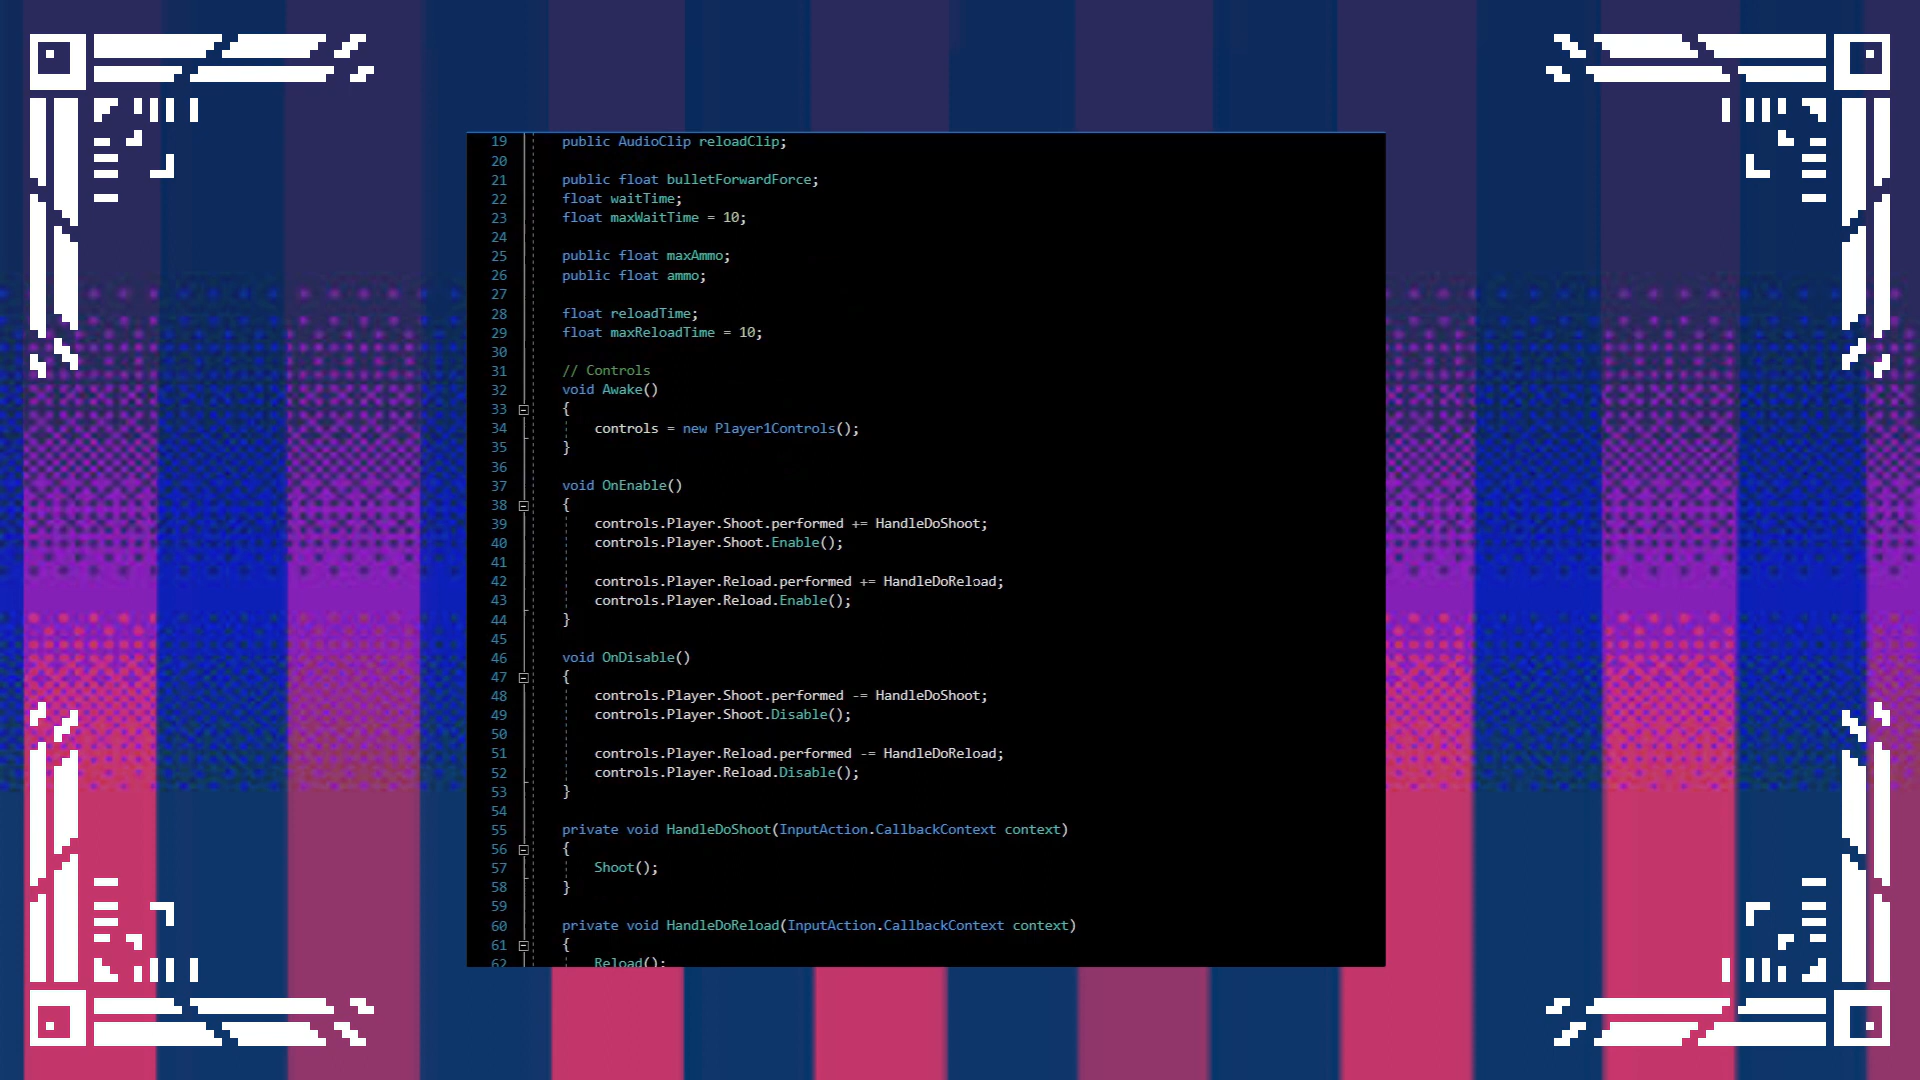 19 public AudioClip reloadClip;
20
21 public float bulletForwardForce;
22 float waitTime;
23 float maxWaitTime = 10;
24
25 public float maxAmmo;
26 public float ammo;
27
28 float reloadTime;
29 float maxReloadTime = 10;
30
31 // Controls
32 void Awake()
33 {
34 controls = new Player1Controls();
35 }
36
37 void OnEnable()
38 {
39 controls.Player.Shoot.performed += HandleDoShoot;
40 controls.Player.Shoot.Enable();
41
42 controls.Player.Reload.performed += HandleDoReload;
43 controls.Player.Reload.Enable();
44 }
45
46 void OnDisable()
47 {
48 controls.Player.Shoot.performed -= HandleDoShoot;
49 controls.Player.Shoot.Disable();
50
51 controls.Player.Reload.performed -= HandleDoReload;
52 controls.Player.Reload.Disable();
53 }
54
55 private void HandleDoShoot(InputAction.CallbackContext context)
56 {
57 Shoot();
58 }
59
60 private void HandleDoReload(InputAction.CallbackContext context)
61 {
62 Reload();